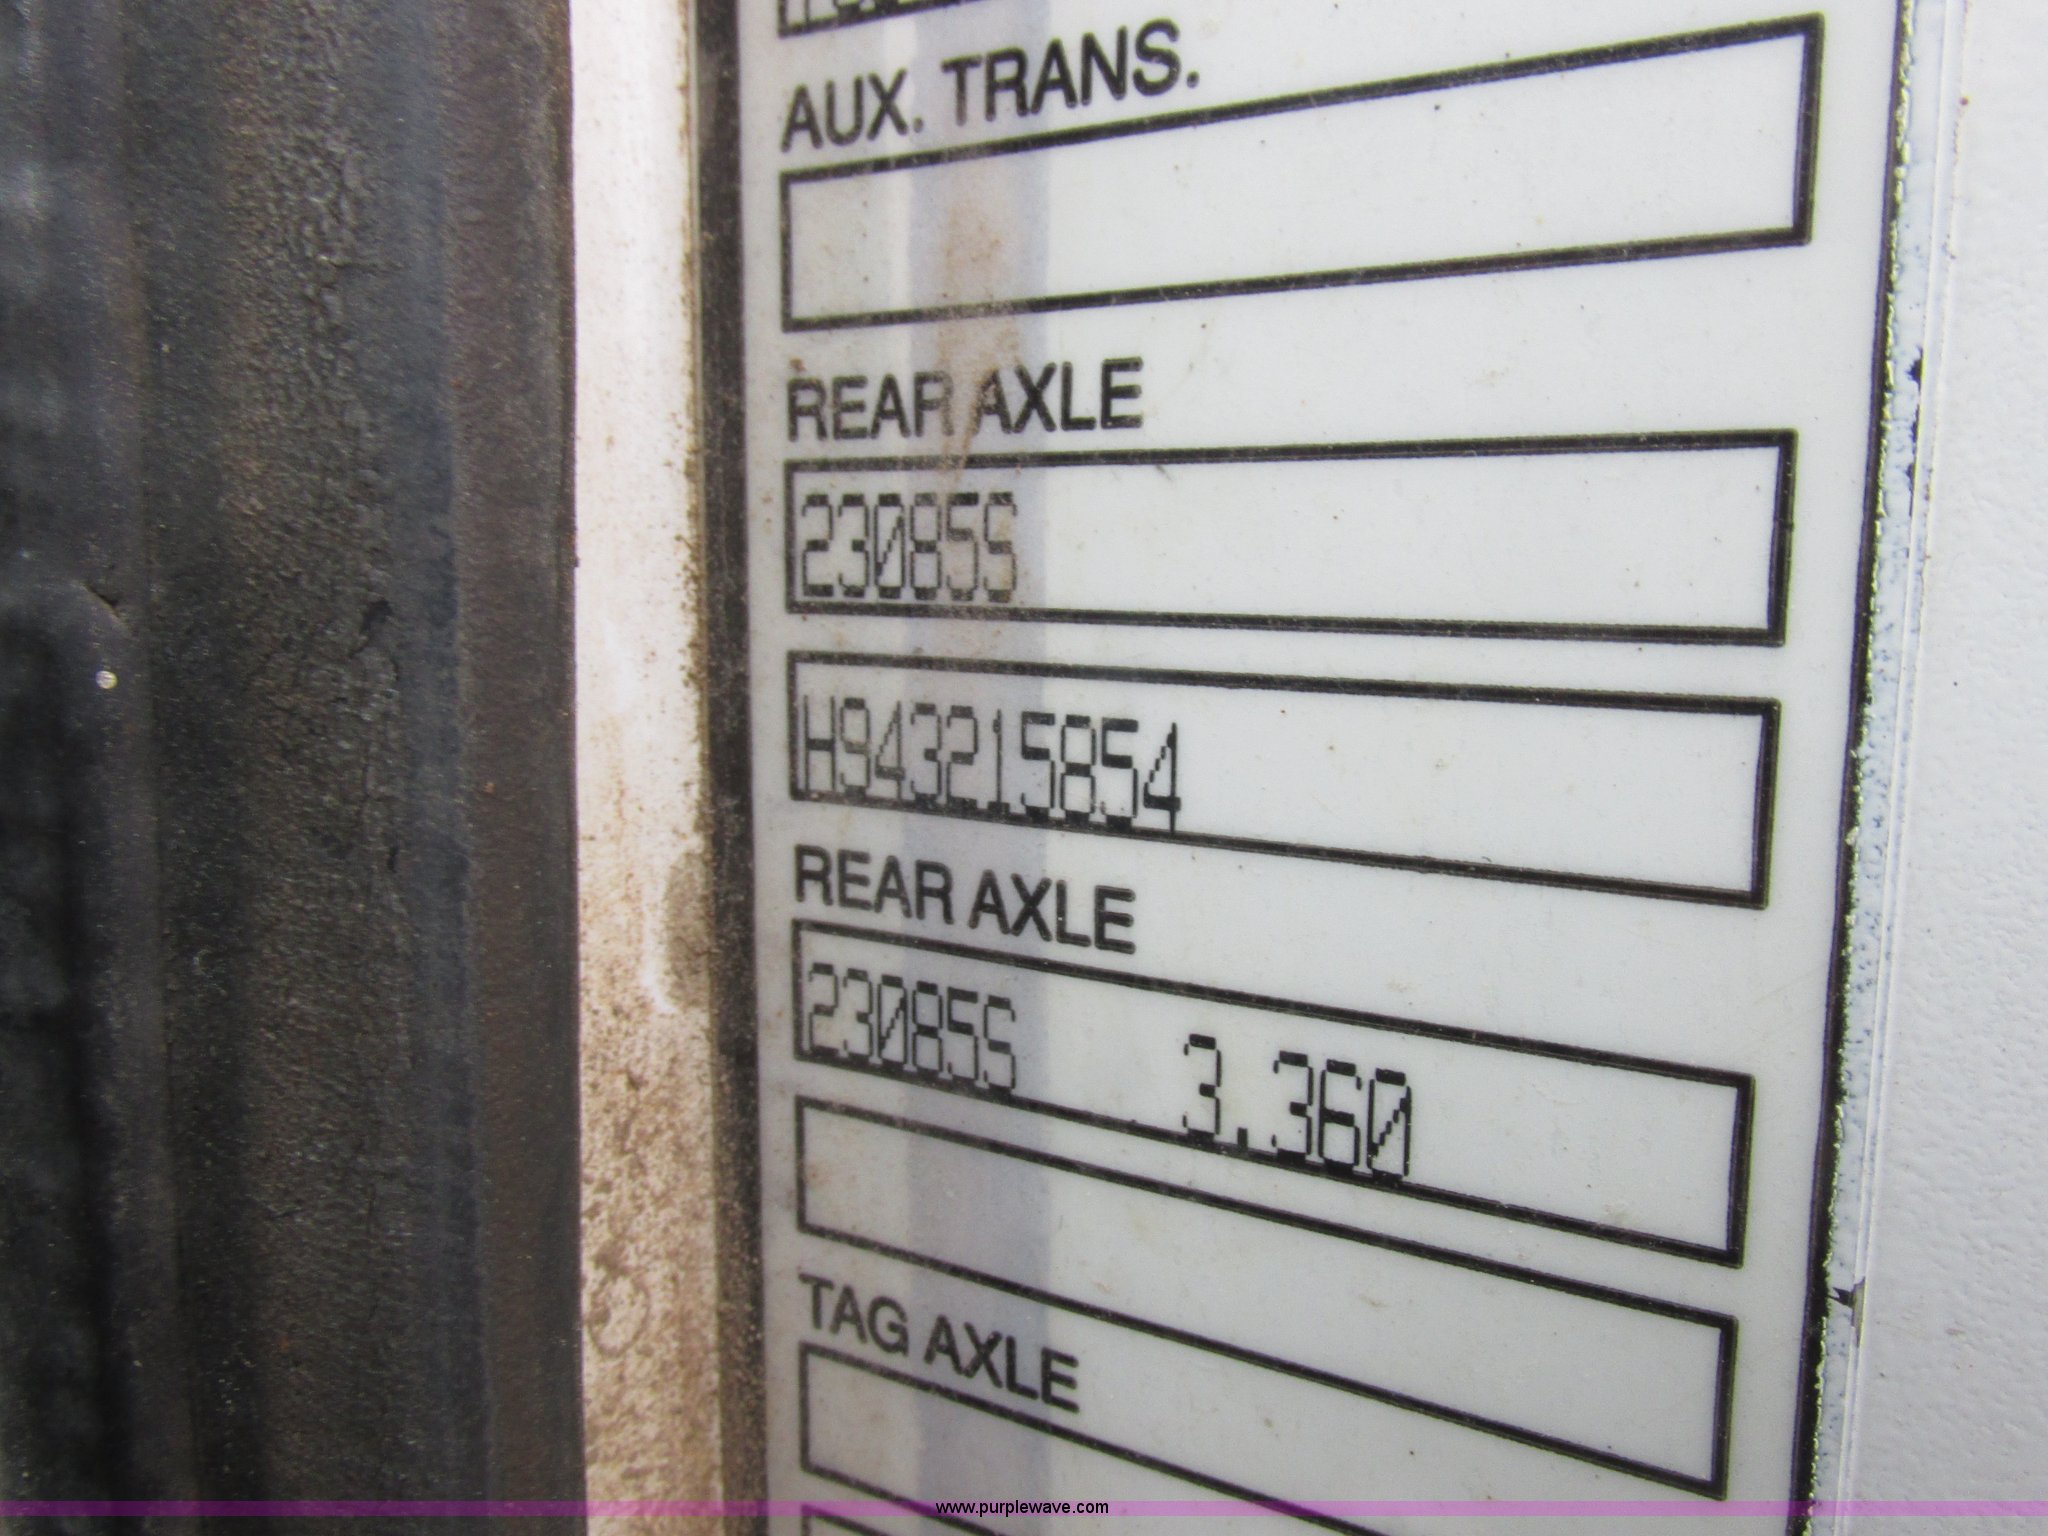 AUX. TRANS.
REAR AXLE
23085S
H943215854
REAR AXLE
23085S 3.360
TAG AXLE
www.purplewave.com